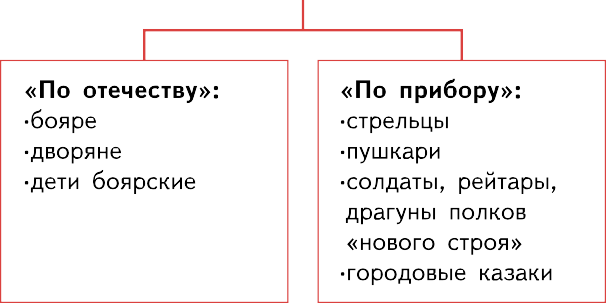 «По отечеству»:
·бояре
·дворяне
·дети боярские
«По прибору»:
·стрельцы
·пушкари
·солдаты, рейтары,
драгуны полков
«нового строя»
·городовые казаки